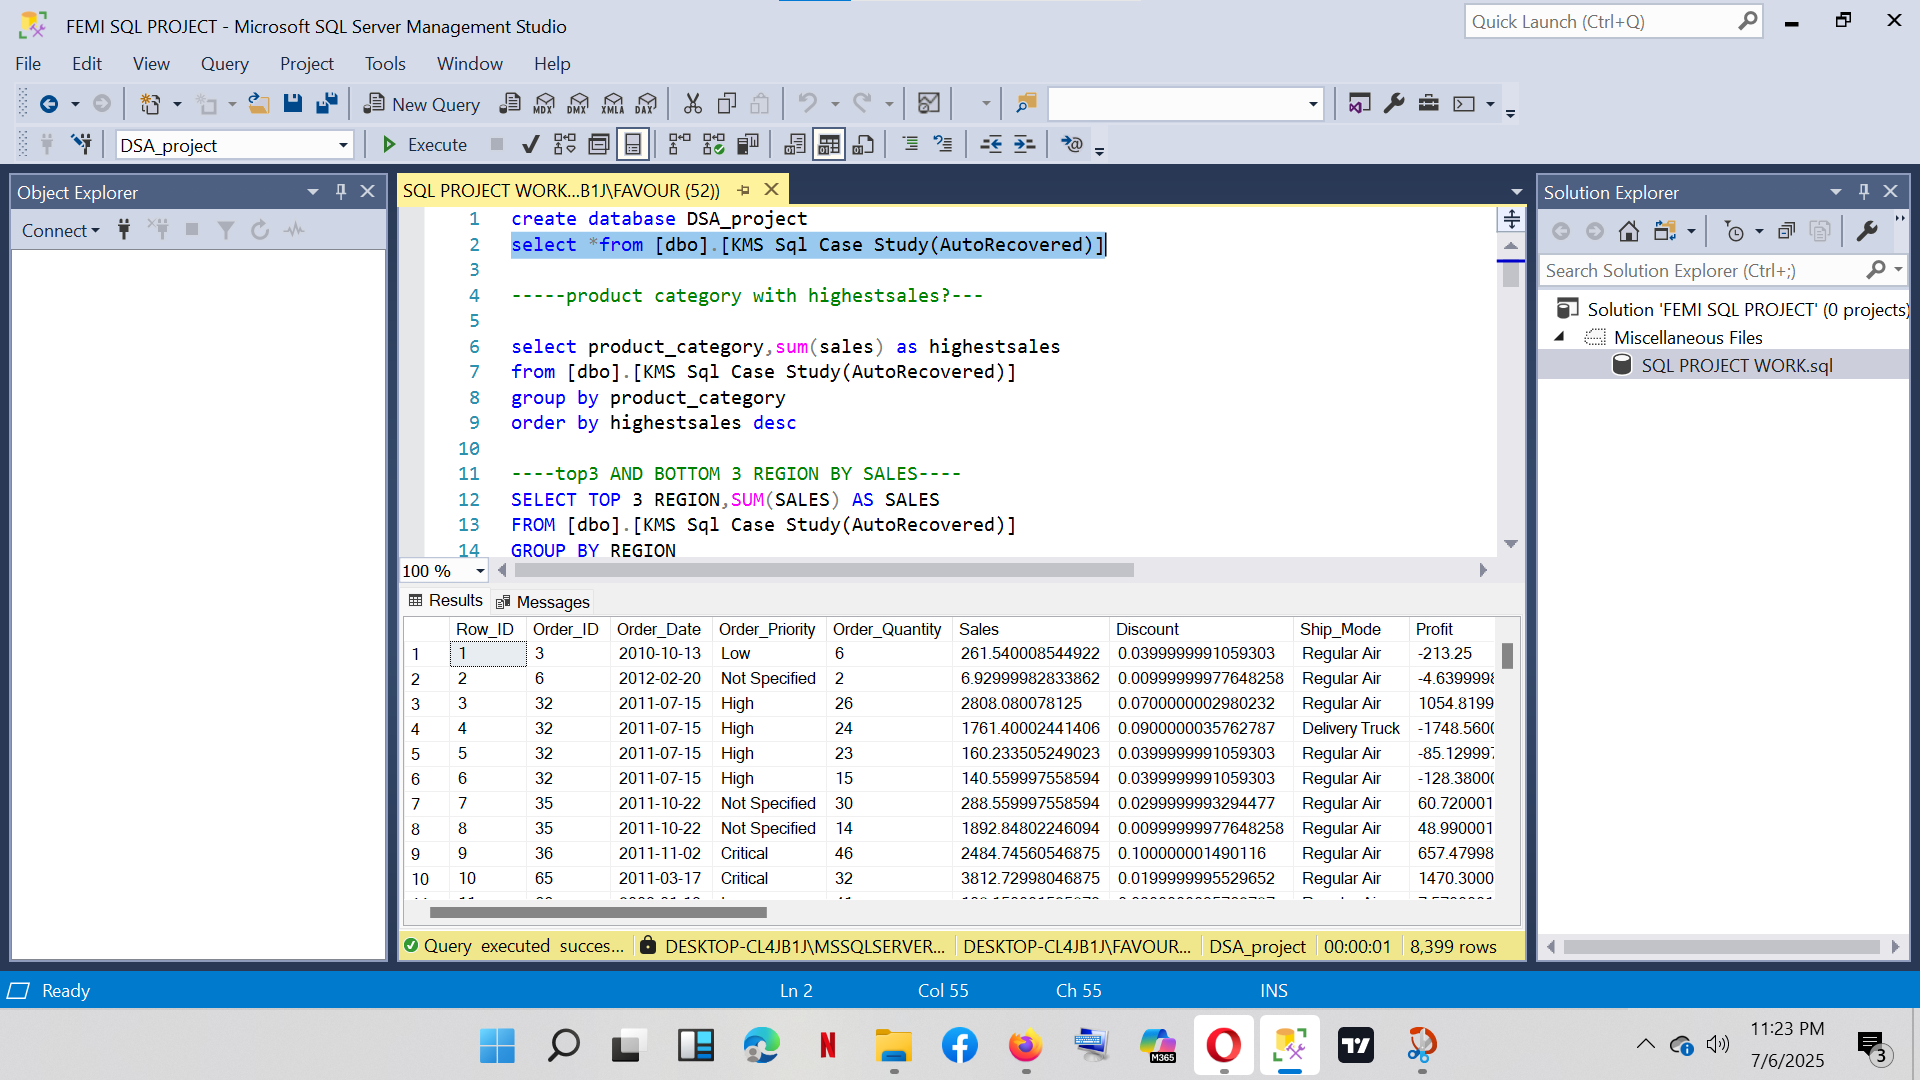 FEMI SQL PROJECT - Microsoft SQL Server Management Studio
Quick Launch (Ctrl+Q)
File Edit View Query Project Tools Window Help
New Query MDX DMX XMLA DAX
DSA_project Execute
Object Explorer
Connect
SQL PROJECT WORK...B1J\FAVOUR (52))
1 create database DSA_project
2 select *from [dbo].[KMS Sql Case Study(AutoRecovered)]
3
4 -----product category with highestsales?---
5
6 select product_category,sum(sales) as highestsales
7 from [dbo].[KMS Sql Case Study(AutoRecovered)]
8 group by product_category
9 order by highestsales desc
10
11 ----top3 AND BOTTOM 3 REGION BY SALES----
12 SELECT TOP 3 REGION,SUM(SALES) AS SALES
13 FROM [dbo].[KMS Sql Case Study(AutoRecovered)]
14 GROUP BY REGION
100 %
Results Messages
Row_ID Order_ID Order_Date Order_Priority Order_Quantity Sales Discount Ship_Mode Profit
1 1 3 2010-10-13 Low 6 261.540008544922 0.0399999991059303 Regular Air -213.25
2 2 6 2012-02-20 Not Specified 2 6.92999982833862 0.00999999977648258 Regular Air -4.6399998
3 3 32 2011-07-15 High 26 2808.080078125 0.0700000002980232 Regular Air 1054.8199
4 4 32 2011-07-15 High 24 1761.40002441406 0.0900000035762787 Delivery Truck -1748.5600
5 5 32 2011-07-15 High 23 160.233505249023 0.0399999991059303 Regular Air -85.129997
6 6 32 2011-07-15 High 15 140.559997558594 0.0399999991059303 Regular Air -128.38000
7 7 35 2011-10-22 Not Specified 30 288.559997558594 0.0299999993294477 Regular Air 60.720001
8 8 35 2011-10-22 Not Specified 14 1892.84802246094 0.00999999977648258 Regular Air 48.990001
9 9 36 2011-11-02 Critical 46 2484.74560546875 0.100000001490116 Regular Air 657.47998
10 10 65 2011-03-17 Critical 32 3812.72998046875 0.0199999995529652 Regular Air 1470.3000
Query executed succes... DESKTOP-CL4JB1J\MSSQLSERVER... DESKTOP-CL4JB1J\FAVOUR... DSA_project 00:00:01 8,399 rows
Solution Explorer
Search Solution Explorer (Ctrl+;)
Solution 'FEMI SQL PROJECT' (0 projects)
Miscellaneous Files
SQL PROJECT WORK.sql
Ready Ln 2 Col 55 Ch 55 INS
N M365
11:23 PM
7/6/2025
3